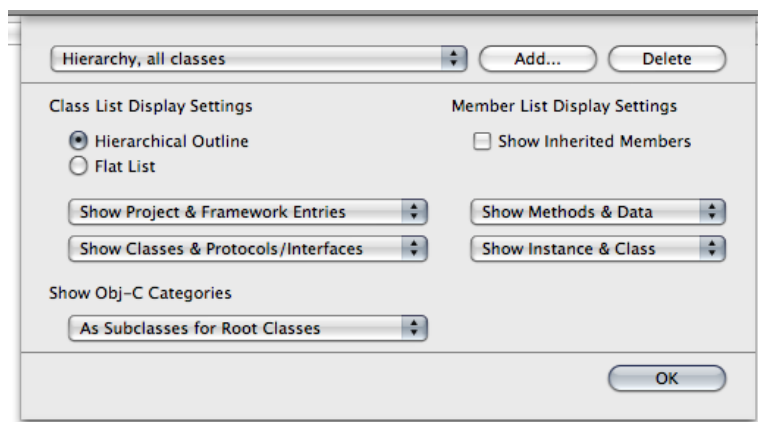 Hierarchy, all classes Add... Delete
Class List Display Settings
Member List Display Settings
Hierarchical Outline
Show Inherited Members
Flat List
Show Project & Framework Entries
Show Methods & Data
Show Classes & Protocols/Interfaces
Show Instance & Class
Show Obj-C Categories
As Subclasses for Root Classes
OK